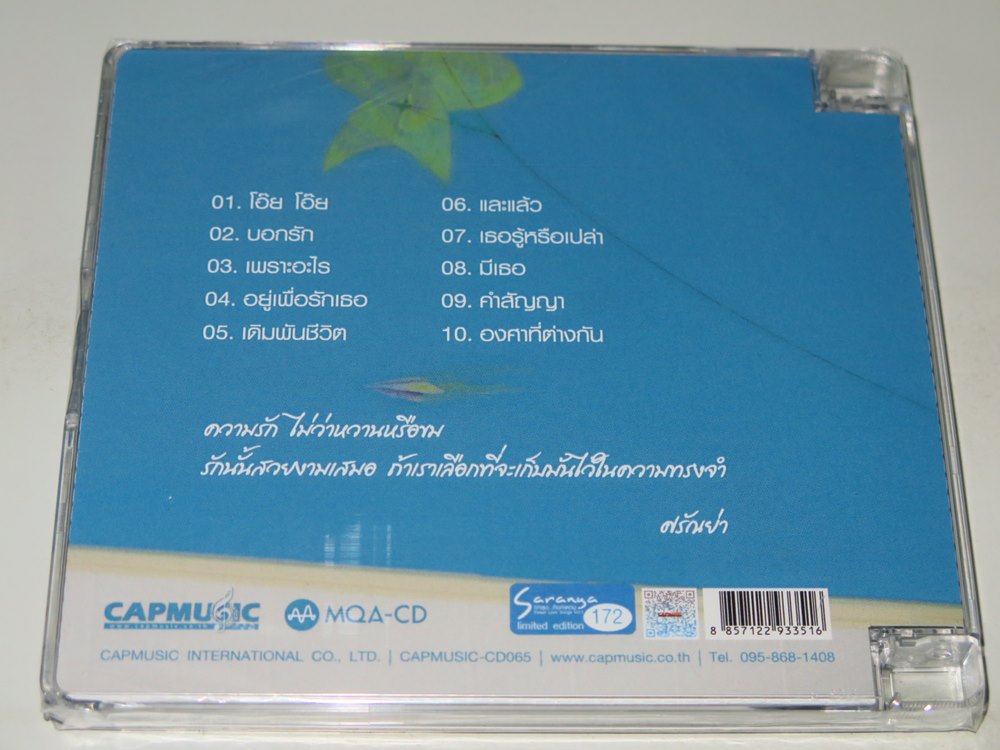 01. โอ๊ย โอ๊ย
02. บอกรัก
03. เพราะอะไร
04. อยู่เพื่อรักเธอ
05. เดิมพันชีวิต
06. และแล้ว
07. เธอรู้หรือเปล่า
08. มีเธอ
09. คำสัญญา
10. องศาที่ต่างกัน
ความรัก ไม่ว่าหวานหรือขม
รักนั้นสวยงามเสมอ ถ้าเราเลือกที่จะเก็บมันไว้ในความทรงจำ
ศรัณย่า
CAPMUSIC
www.capmusic.co.th
MQA-CD
Saranya
limited edition 172
8 857122 933516
CAPMUSIC INTERNATIONAL CO., LTD. | CAPMUSIC-CD065 | www.capmusic.co.th | Tel. 095-868-1408